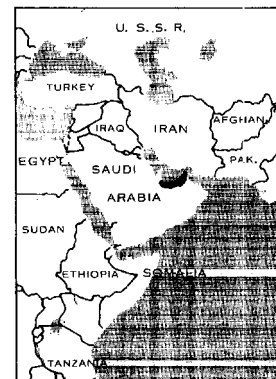 U. S. S. R.
TURKEY
IRAQ
IRAN
AFGHAN.
EGYPT
SAUDI
PAK.
ARABIA
SUDAN
ETHIOPIA
SOMALIA
TANZANIA